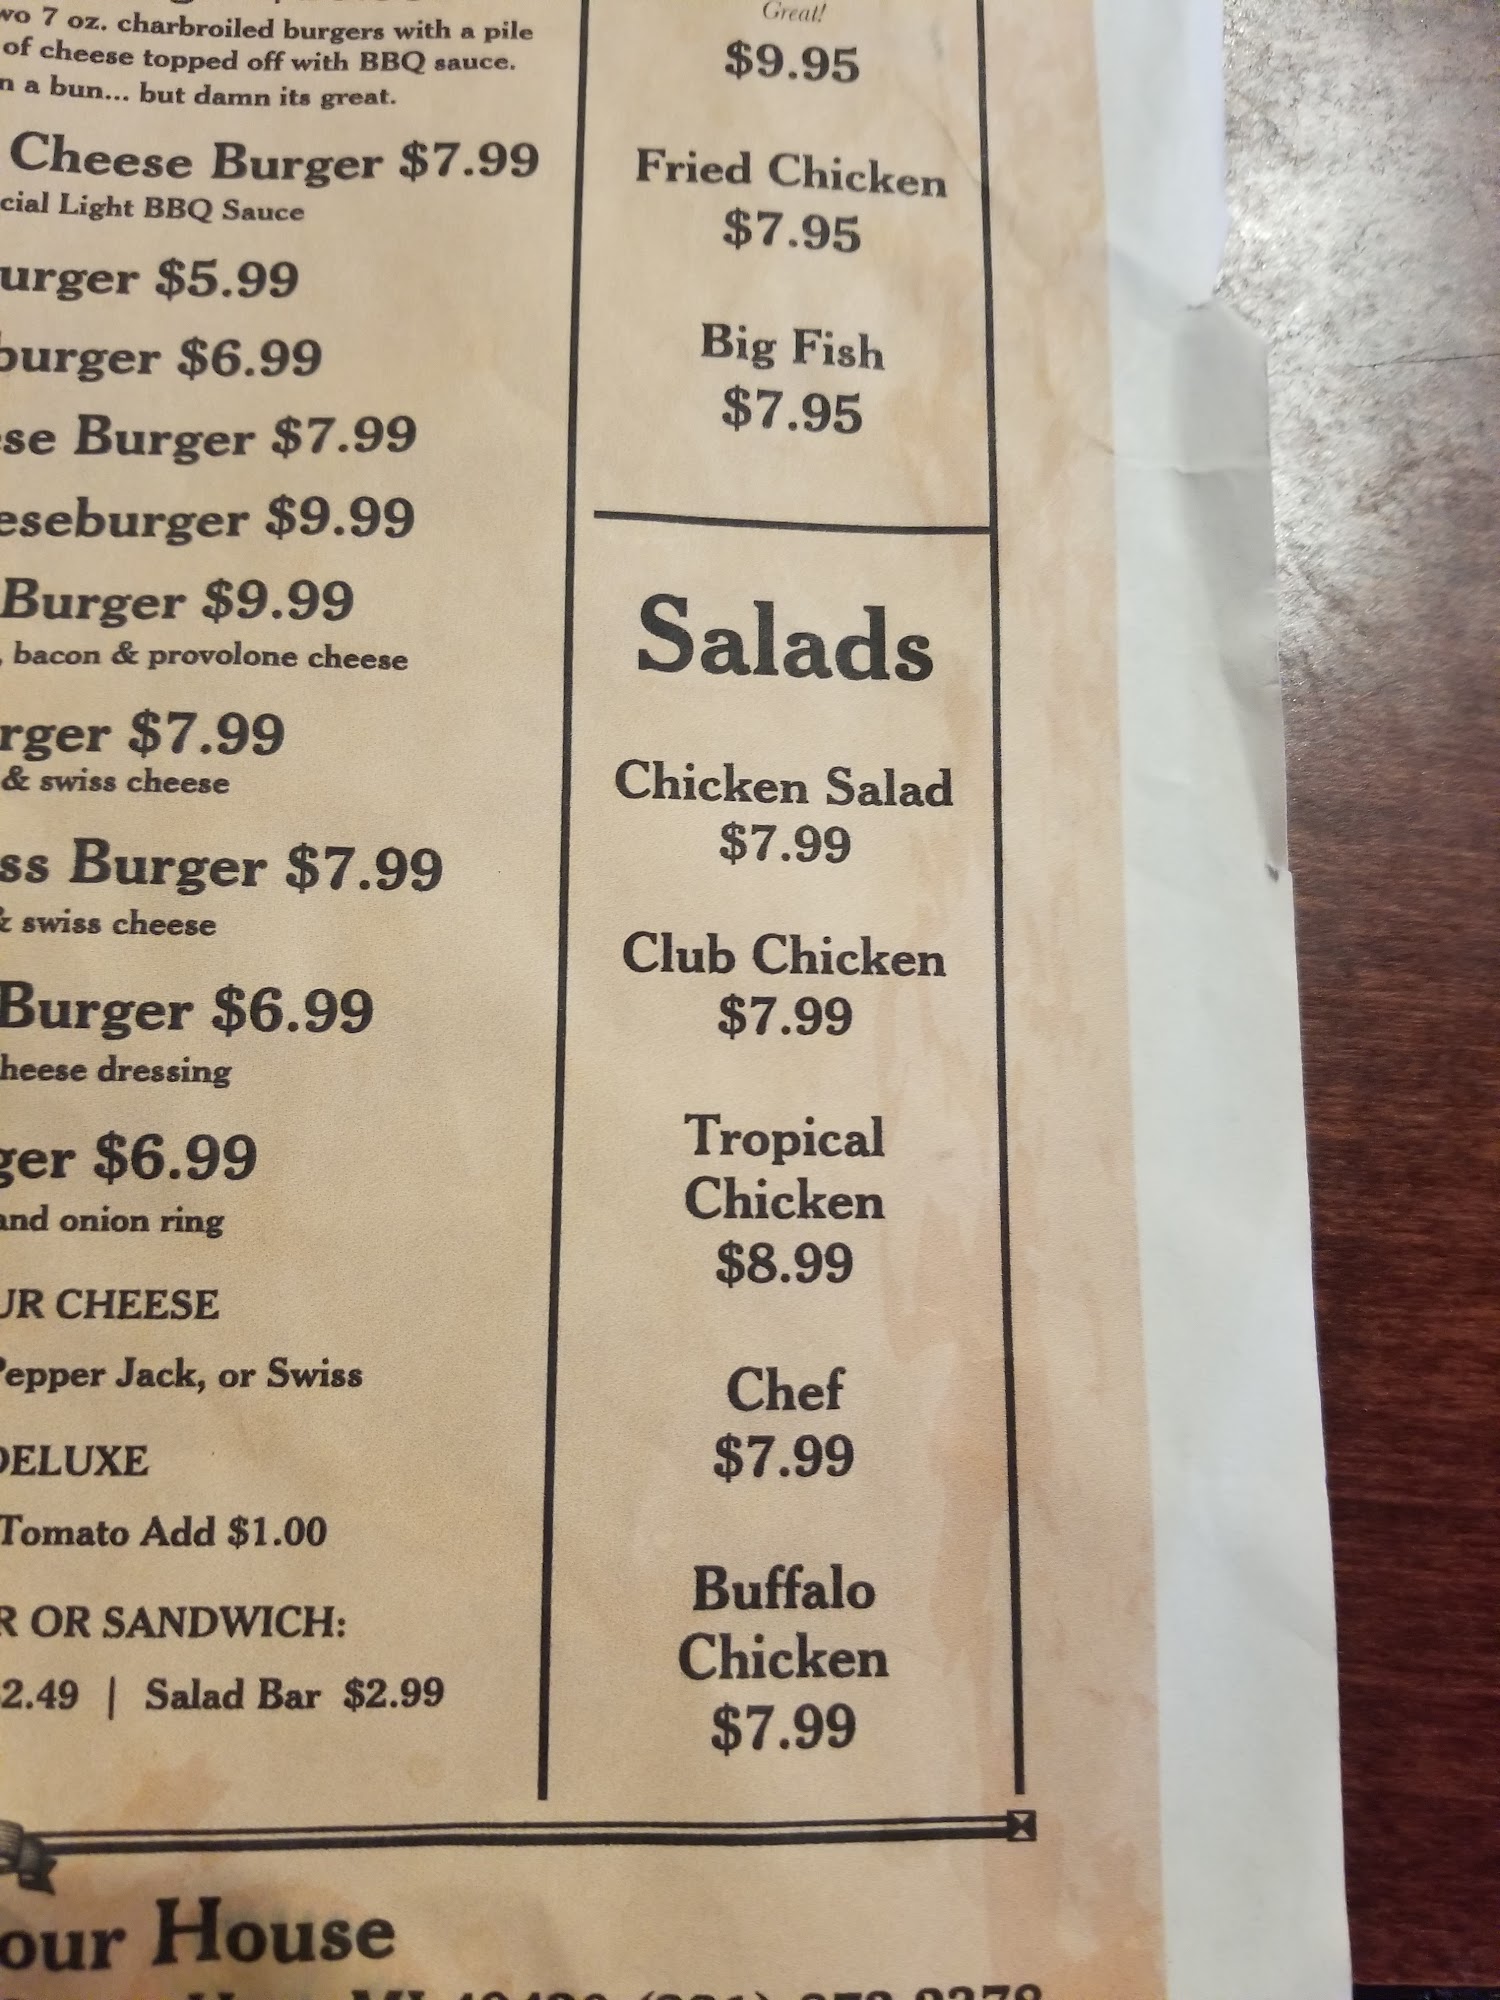 wo 7 oz. charbroiled burgers with a pile
of cheese topped off with BBQ sauce.
n a bun... but damn its great.
Cheese Burger $7.99
cial Light BBQ Sauce
urger $5.99
burger $6.99
se Burger $7.99
eseburger $9.99
Burger $9.99
, bacon & provolone cheese
rger $7.99
& swiss cheese
ss Burger $7.99
& swiss cheese
Burger $6.99
heese dressing
ger $6.99
and onion ring
UR CHEESE
Pepper Jack, or Swiss
DELUXE
Tomato Add $1.00
R OR SANDWICH:
2.49 | Salad Bar $2.99
Great!
$9.95
Fried Chicken
$7.95
Big Fish
$7.95
Salads
Chicken Salad
$7.99
Club Chicken
$7.99
Tropical
Chicken
$8.99
Chef
$7.99
Buffalo
Chicken
$7.99
our House
MI